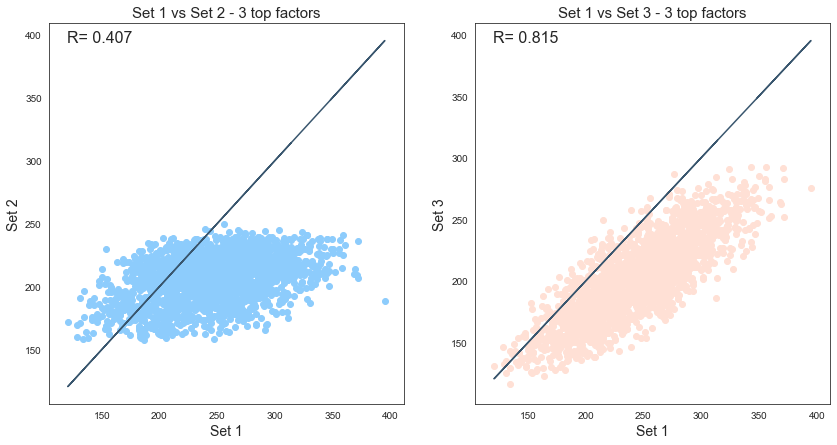 Set 1 vs Set 2 - 3 top factors
R= 0.407
400
350
300
250
200
150
Set 2
150 200 250 300 350 400
Set 1
Set 1 vs Set 3 - 3 top factors
R= 0.815
400
350
300
250
200
150
Set 3
150 200 250 300 350 400
Set 1